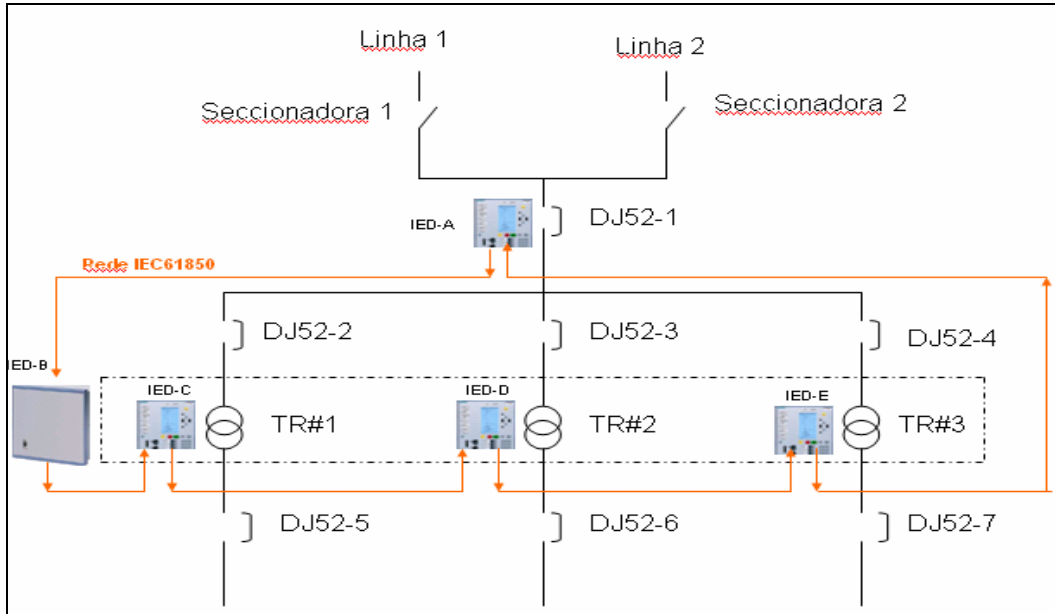 Linha 1
Linha 2
Seccionadora 1
Seccionadora 2
IED-A
DJ52-1
Rede IEC61850
DJ52-2
DJ52-3
DJ52-4
IED-B
IED-C
IED-D
IED-E
TR#1
TR#2
TR#3
DJ52-5
DJ52-6
DJ52-7